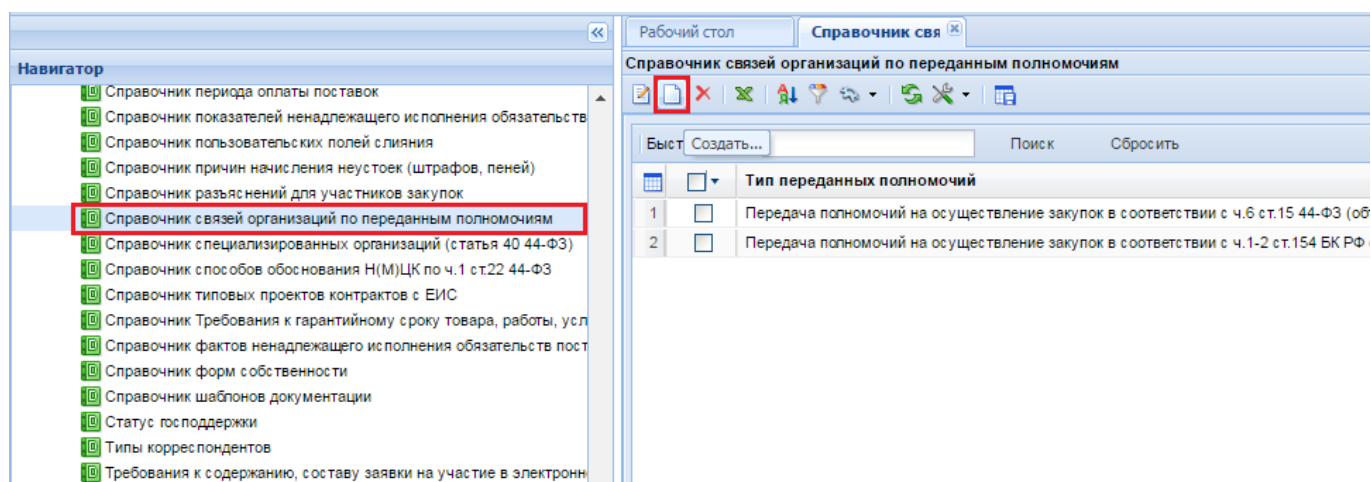 Навигатор
Справочник периода оплаты поставок
Справочник показателей ненадлежащего исполнения обязательств
Справочник пользовательских полей слияния
Справочник причин начисления неустоек (штрафов, пеней)
Справочник разъяснений для участников закупок
Справочник связей организаций по переданным полномочиям
Справочник специализированных организаций (статья 40 44-ФЗ)
Справочник способов обоснования Н(М)ЦК по ч.1 ст.22 44-ФЗ
Справочник типовых проектов контрактов с ЕИС
Справочник Требования к гарантийному сроку товара, работы, усл
Справочник фактов ненадлежащего исполнения обязательств пост
Справочник форм собственности
Справочник шаблонов документации
Статус господдержки
Типы корреспондентов
Требования к содержанию, составу заявки на участие в электронн
Рабочий стол
Справочник свя
Справочник связей организаций по переданным полномочиям
Быст Создать... Поиск Сбросить
Тип переданных полномочий
1 Передача полномочий на осуществление закупок в соответствии с ч.6 ст.15 44-ФЗ (об
2 Передача полномочий на осуществление закупок в соответствии с ч.1-2 ст.154 БК РФ